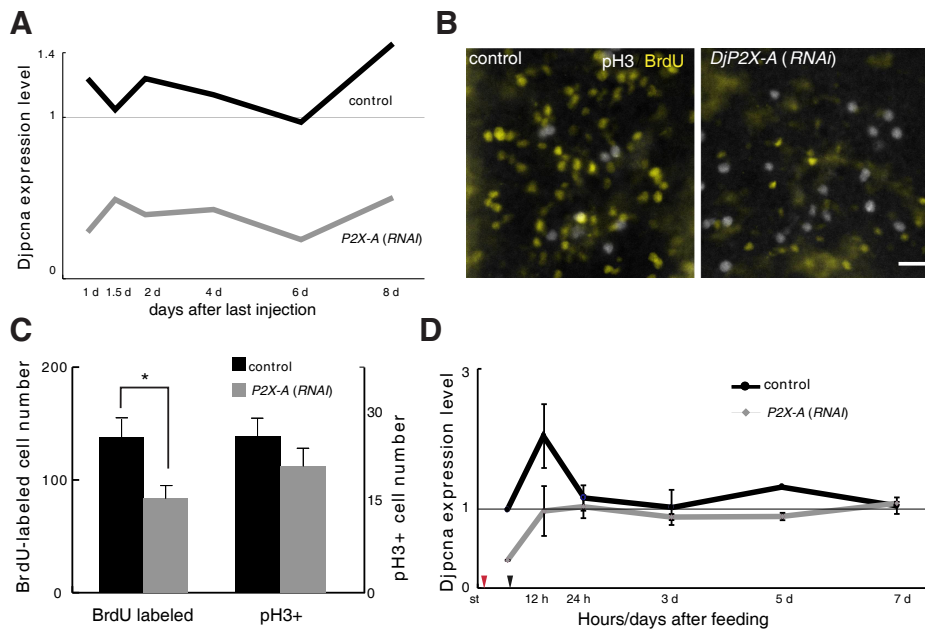 A
1.4
1
0
Djpcna expression level
control
P2X-A (RNAI)
1 d 1.5 d 2 d 4 d 6 d 8 d
days after last injection
B
control
pH3 BrdU
DjP2X-A (RNAi)
C
200
100
0
BrdU-labeled cell number
*
control
P2X-A (RNAI)
30
15
0
pH3+ cell number
BrdU labeled pH3+
D
3
1
0
Djpcna expression level
control
P2X-A (RNAI)
st 12 h 24 h 3 d 5 d 7 d
Hours/days after feeding